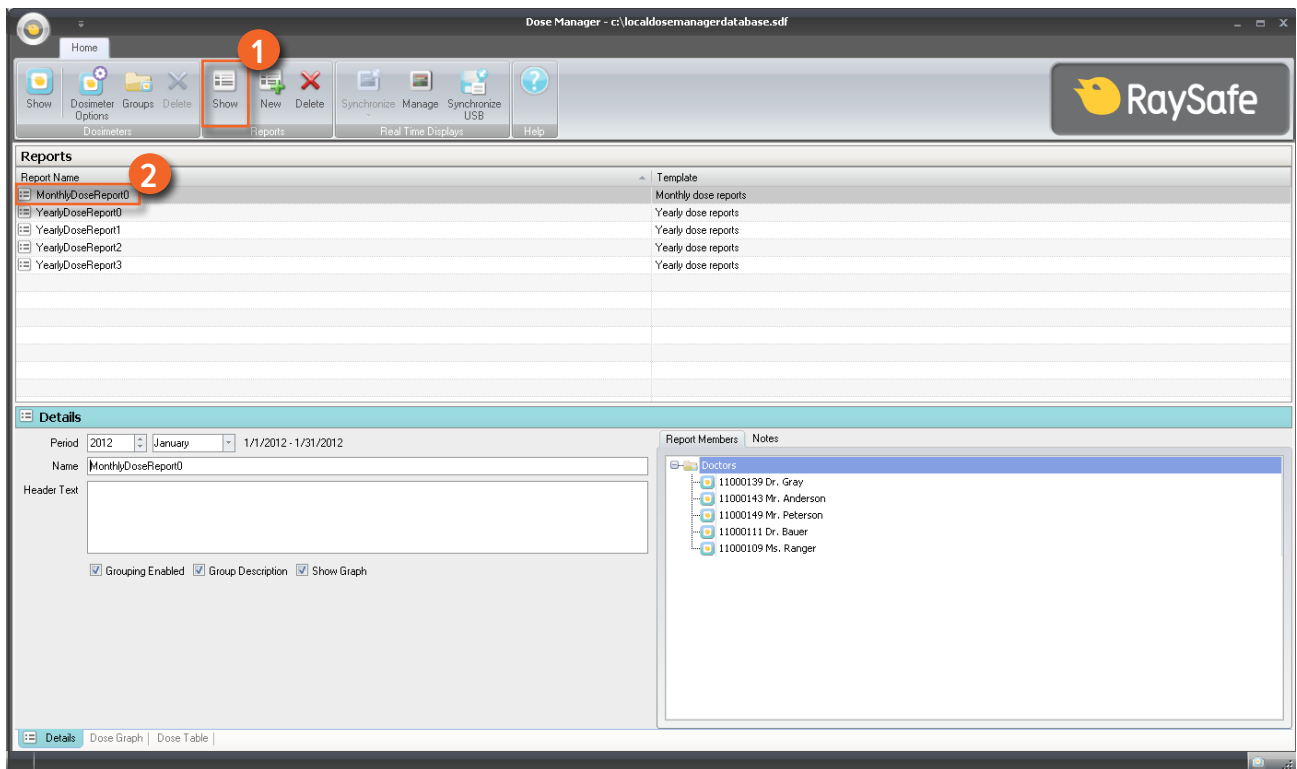 Dose Manager - c:\localdosemanagerdatabase.sdf
Home
1
Show
Dosimeter Options
Groups
Delete
Dosimeters
Show
New
Delete
Reports
Synchronize
Manage
Synchronize USB
Real Time Displays
Help
RaySafe
Reports
2
Report Name Template
MonthlyDoseReport0 Monthly dose reports
YearlyDoseReport0 Yearly dose reports
YearlyDoseReport1 Yearly dose reports
YearlyDoseReport2 Yearly dose reports
YearlyDoseReport3 Yearly dose reports
Details
Period 2012 January 1/1/2012 - 1/31/2012
Name MonthlyDoseReport0
Header Text
Grouping Enabled Group Description Show Graph
Report Members Notes
Doctors
11000139 Dr. Gray
11000143 Mr. Anderson
11000149 Mr. Peterson
11000111 Dr. Bauer
11000109 Ms. Ranger
Details Dose Graph | Dose Table |